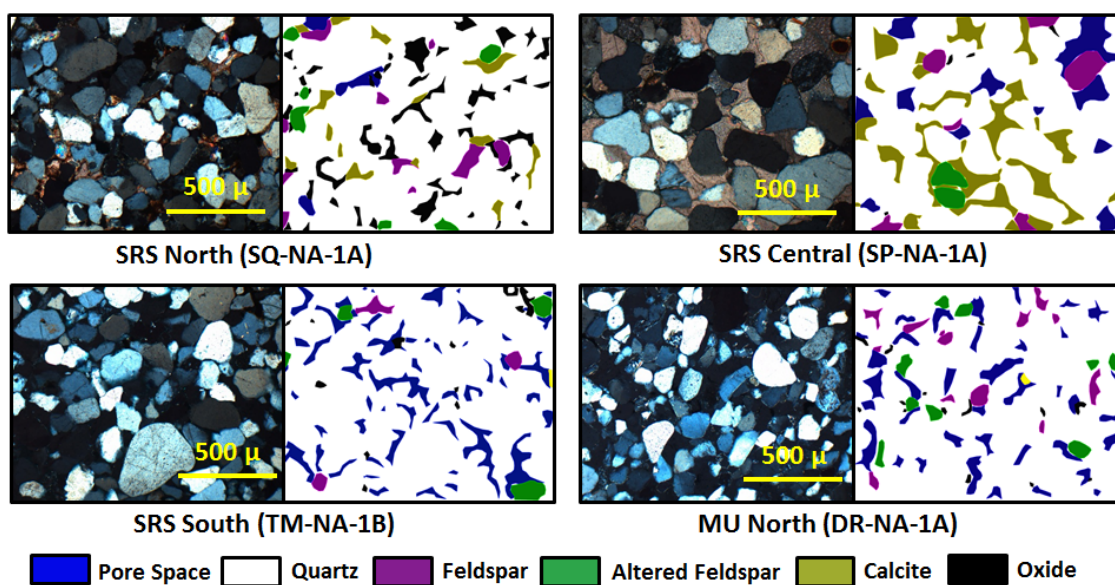 500 µ
500 µ
SRS North (SQ-NA-1A)
SRS Central (SP-NA-1A)
500 µ
500 µ
SRS South (TM-NA-1B)
MU North (DR-NA-1A)
Pore Space
Quartz
Feldspar
Altered Feldspar
Calcite
Oxide